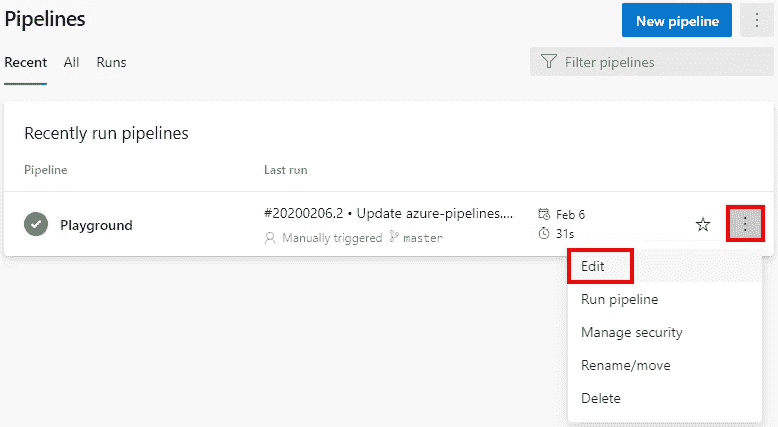 Pipelines
New pipeline
Recent All Runs
Filter pipelines
Recently run pipelines
Pipeline Last run
Playground
#20200206.2 • Update azure-pipelines....
Feb 6
Manually triggered master
31s
Edit
Run pipeline
Manage security
Rename/move
Delete